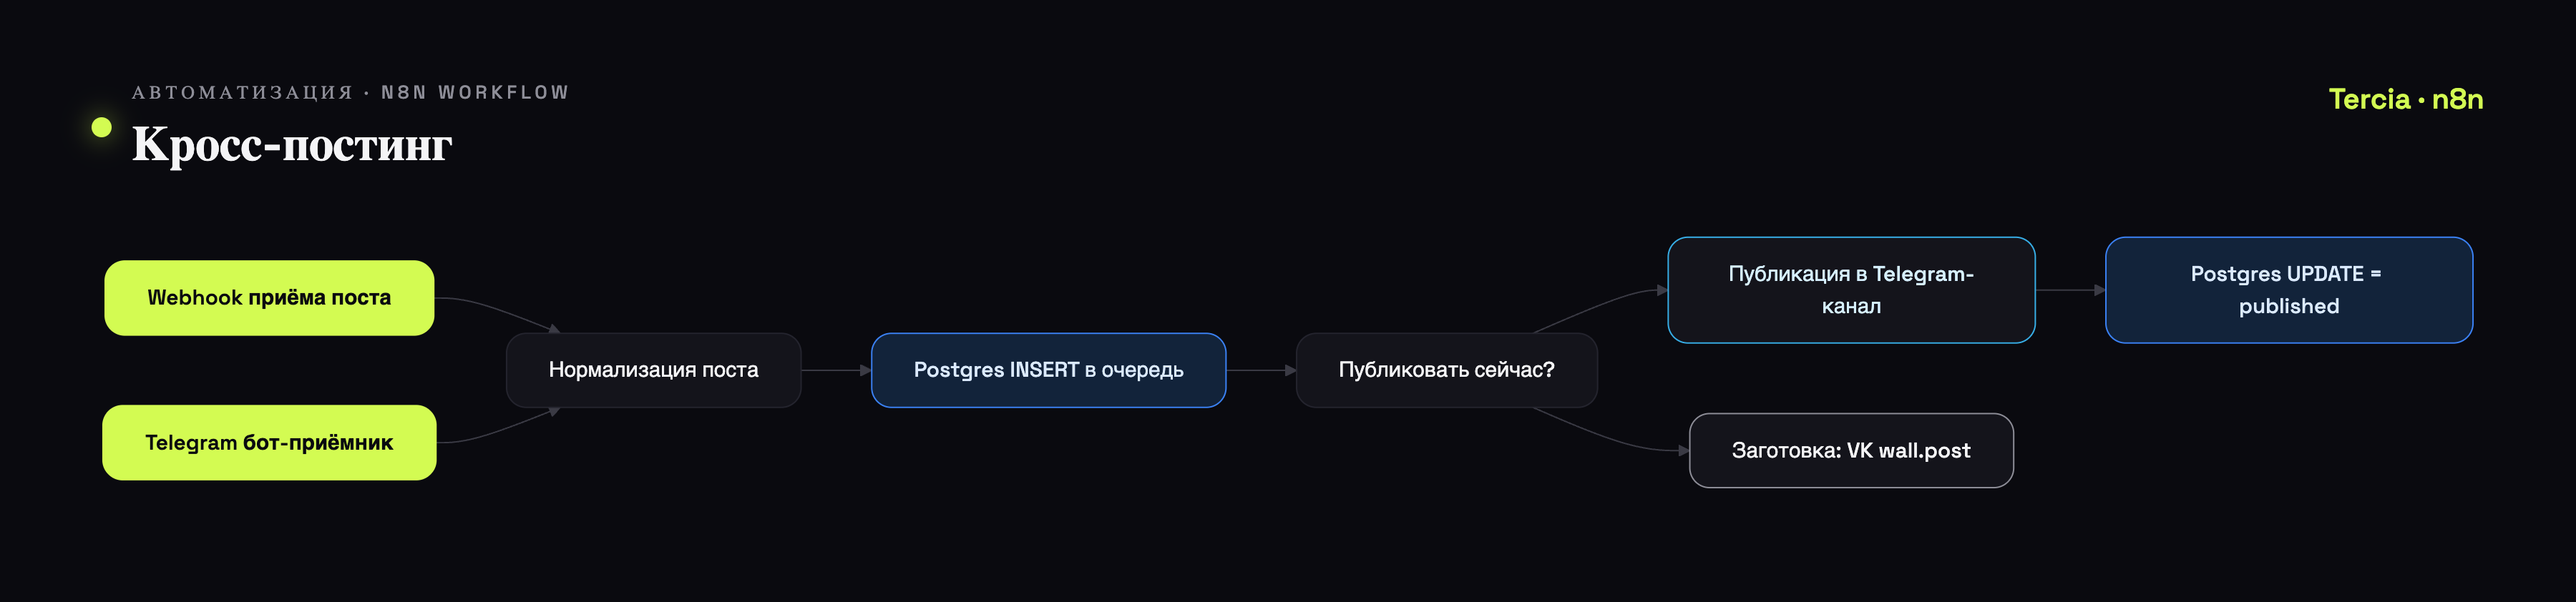 АВТОМАТИЗАЦИЯ · N8N WORKFLOW
Tercia · n8n
Кросс-постинг
Webhook приёма поста
Telegram бот-приёмник
Нормализация поста
Postgres INSERT в очередь
Публиковать сейчас?
Публикация в Telegram-
канал
Postgres UPDATE =
published
Заготовка: VK wall.post